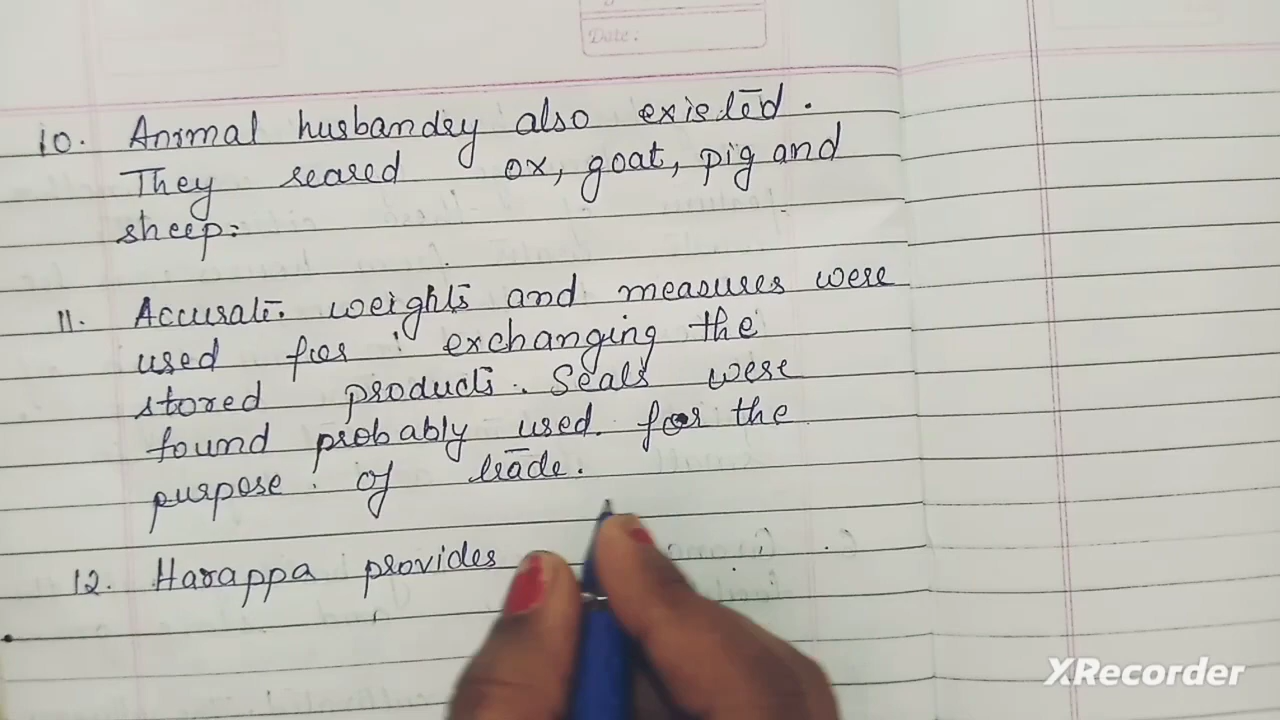 Date:
10. Animal husbandry also existed.
They reared ox, goat, pig and
sheep.
11. Accurate weights and measures were
used for exchanging the
stored products. Seals were
found probably used for the
purpose of trade.
12. Harappa provides
XRecorder